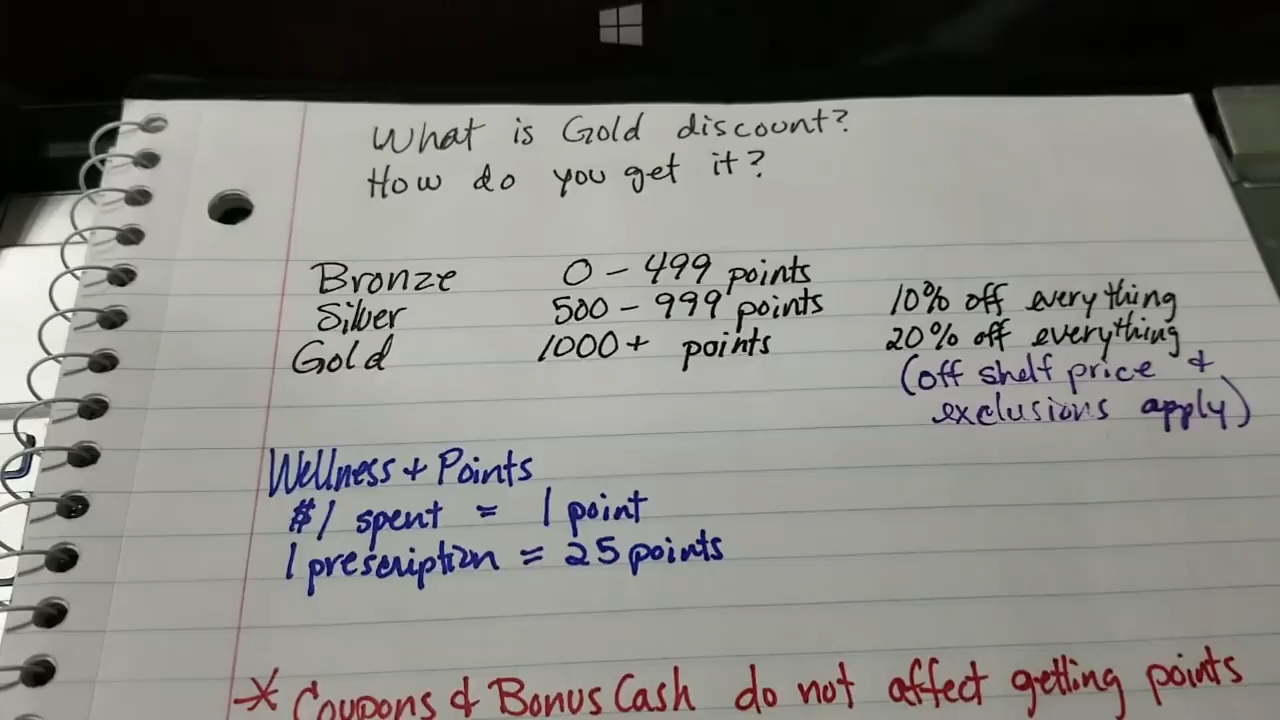 What is Gold discount?
How do you get it?
Bronze 0 - 499 points
Silver 500 - 999 points 10% off everything
Gold 1000+ points 20% off everything
(off shelf price +
exclusions apply)
Wellness + Points
$1 spent = 1 point
1 prescription = 25 points
* Coupons & Bonus Cash do not affect getting points